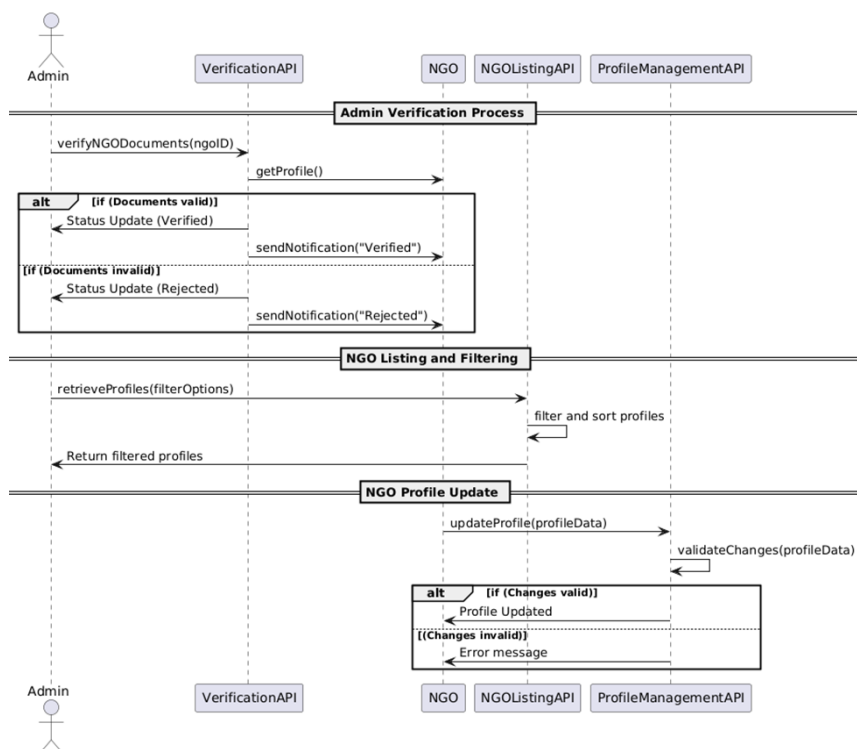 Admin
VerificationAPI
NGO
NGOListingAPI
ProfileManagementAPI
Admin Verification Process
verifyNGODocuments(ngoID)
getProfile()
alt
[if (Documents valid)]
Status Update (Verified)
sendNotification("Verified")
[if (Documents invalid)]
Status Update (Rejected)
sendNotification("Rejected")
NGO Listing and Filtering
retrieveProfiles(filterOptions)
filter and sort profiles
Return filtered profiles
NGO Profile Update
updateProfile(profileData)
validateChanges(profileData)
alt
[if (Changes valid)]
Profile Updated
[(Changes invalid)]
Error message
Admin
VerificationAPI
NGO
NGOListingAPI
ProfileManagementAPI